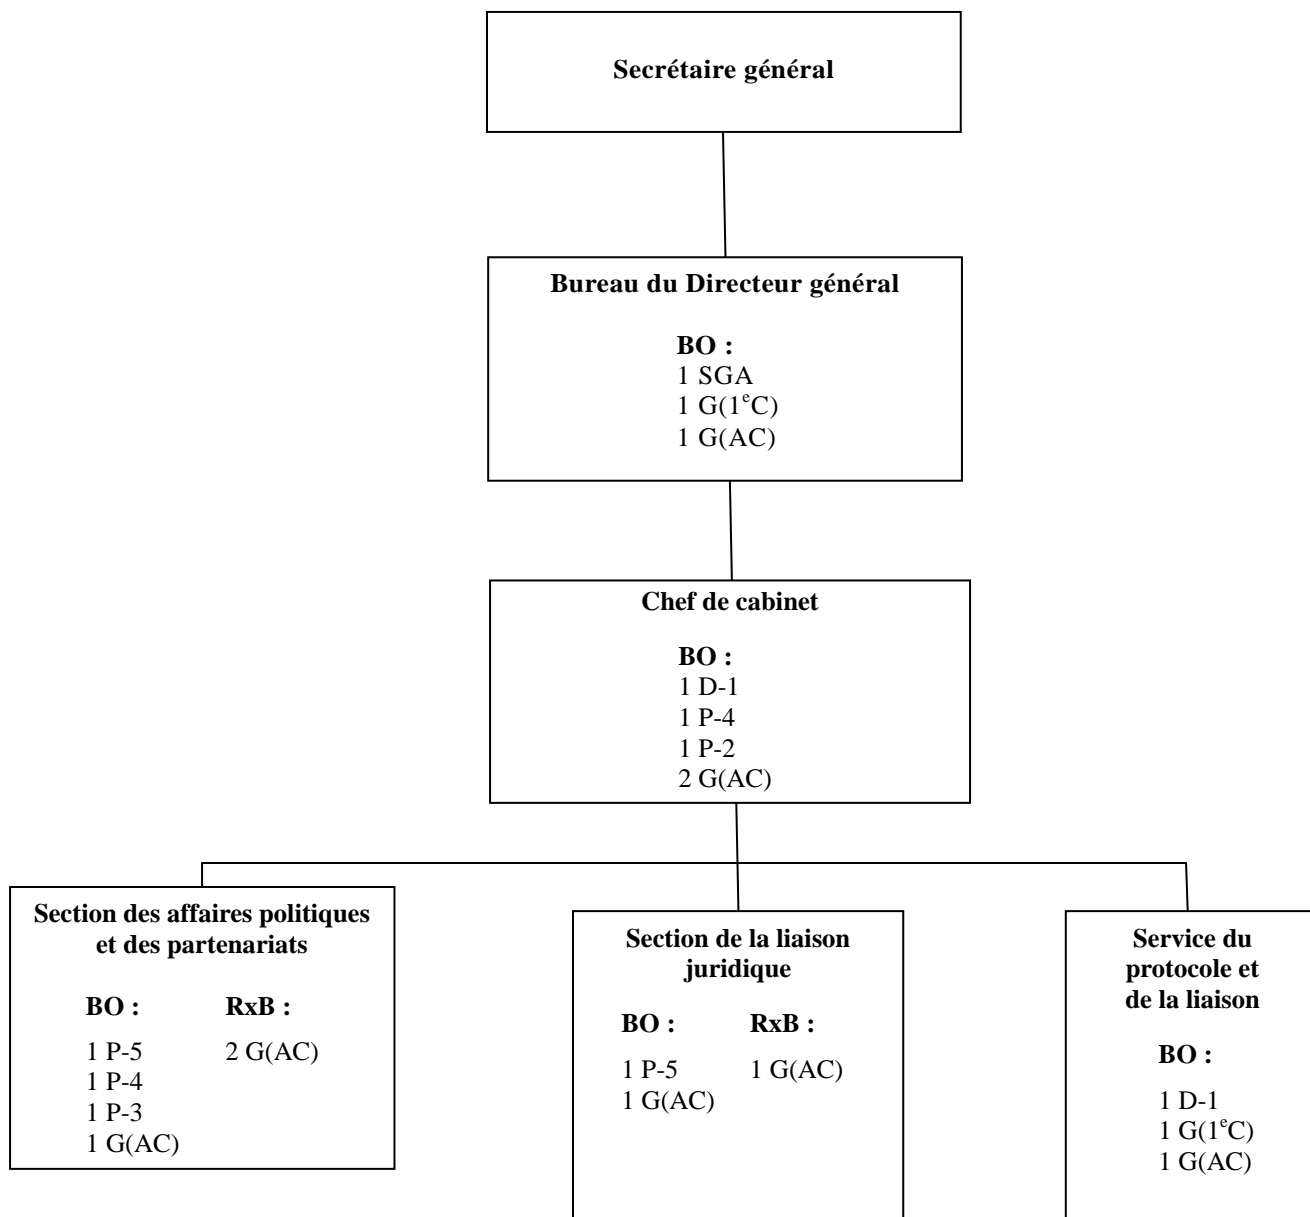 Secrétaire général
Bureau du Directeur général
BO :
1 SGA
1 G(1ᵉC)
1 G(AC)
Chef de cabinet
BO :
1 D-1
1 P-4
1 P-2
2 G(AC)
Section des affaires politiques
et des partenariats
BO : RxB :
1 P-5 2 G(AC)
1 P-4
1 P-3
1 G(AC)
Section de la liaison
juridique
BO : RxB :
1 P-5 1 G(AC)
1 G(AC)
Service du
protocole et
de la liaison
BO :
1 D-1
1 G(1ᵉC)
1 G(AC)